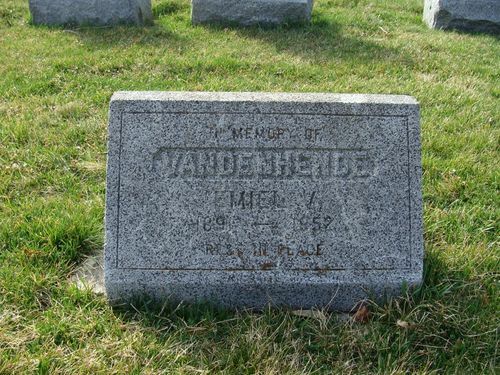 IN MEMORY OF
VANDENHENDE
EMIEL
—
REST IN PEACE